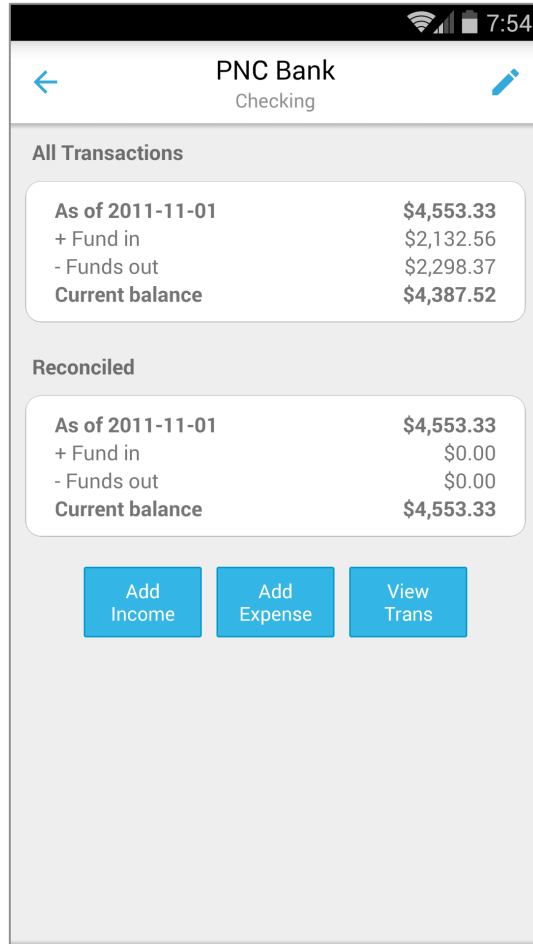 7:54
PNC Bank
Checking
All Transactions
As of 2011-11-01 $4,553.33
+ Fund in $2,132.56
- Funds out $2,298.37
Current balance $4,387.52
Reconciled
As of 2011-11-01 $4,553.33
+ Fund in $0.00
- Funds out $0.00
Current balance $4,553.33
Add Add View
Income Expense Trans